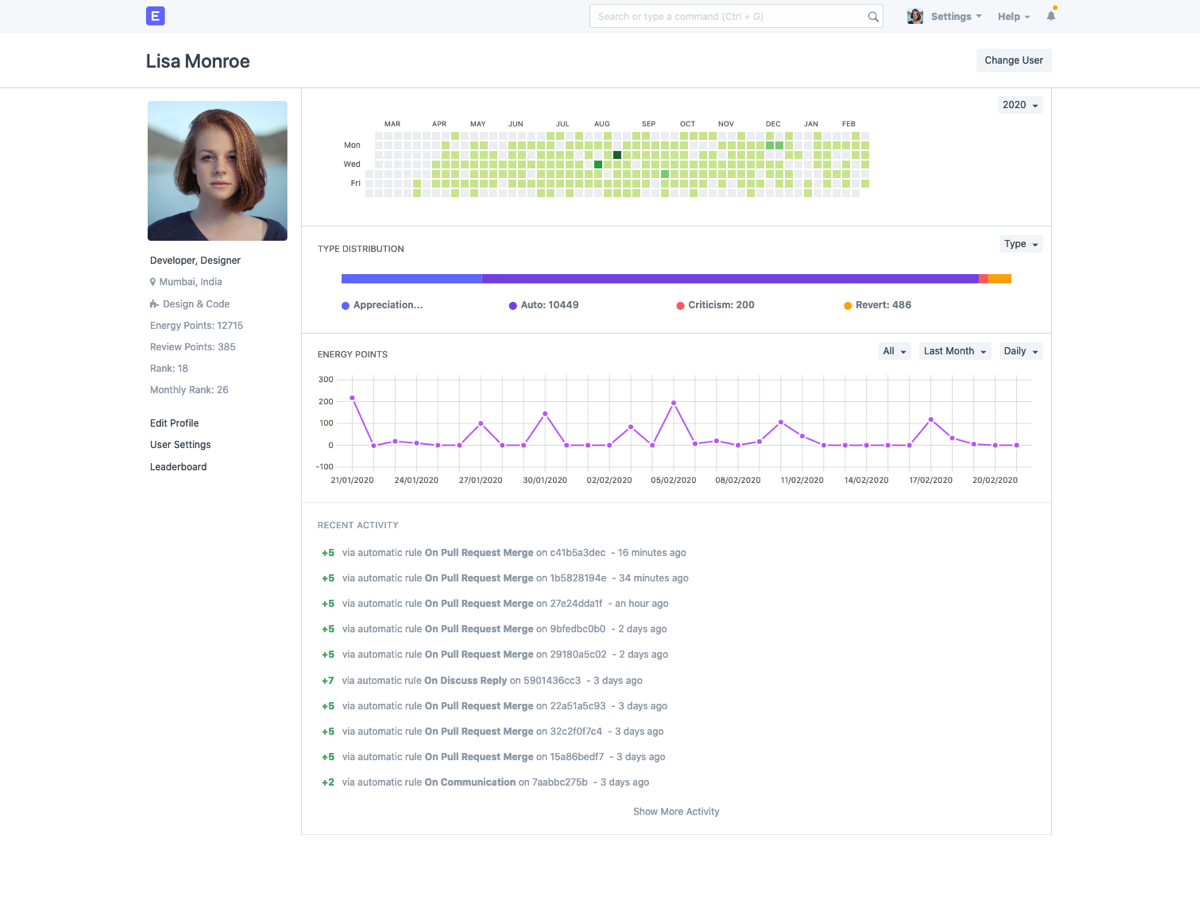 E
Search or type a command (Ctrl + G)
Settings
Help
Lisa Monroe
Change User
Developer, Designer
Mumbai, India
Design & Code
Energy Points: 12715
Review Points: 385
Rank: 18
Monthly Rank: 26
Edit Profile
User Settings
Leaderboard
2020
MAR APR MAY JUN JUL AUG SEP OCT NOV DEC JAN FEB
Mon
Wed
Fri
TYPE DISTRIBUTION
Type
Appreciation... Auto: 10449 Criticism: 200 Revert: 486
ENERGY POINTS
All Last Month Daily
300
200
100
0
-100
21/01/2020 24/01/2020 27/01/2020 30/01/2020 02/02/2020 05/02/2020 08/02/2020 11/02/2020 14/02/2020 17/02/2020 20/02/2020
RECENT ACTIVITY
+5 via automatic rule On Pull Request Merge on c41b5a3dec - 16 minutes ago
+5 via automatic rule On Pull Request Merge on 1b5828194e - 34 minutes ago
+5 via automatic rule On Pull Request Merge on 27e24dda1f - an hour ago
+5 via automatic rule On Pull Request Merge on 9bfedbc0b0 - 2 days ago
+5 via automatic rule On Pull Request Merge on 29180a5c02 - 2 days ago
+7 via automatic rule On Discuss Reply on 5901436cc3 - 3 days ago
+5 via automatic rule On Pull Request Merge on 22a51a5c93 - 3 days ago
+5 via automatic rule On Pull Request Merge on 32c2f0f7c4 - 3 days ago
+5 via automatic rule On Pull Request Merge on 15a86bedf7 - 3 days ago
+2 via automatic rule On Communication on 7aabbc275b - 3 days ago
Show More Activity